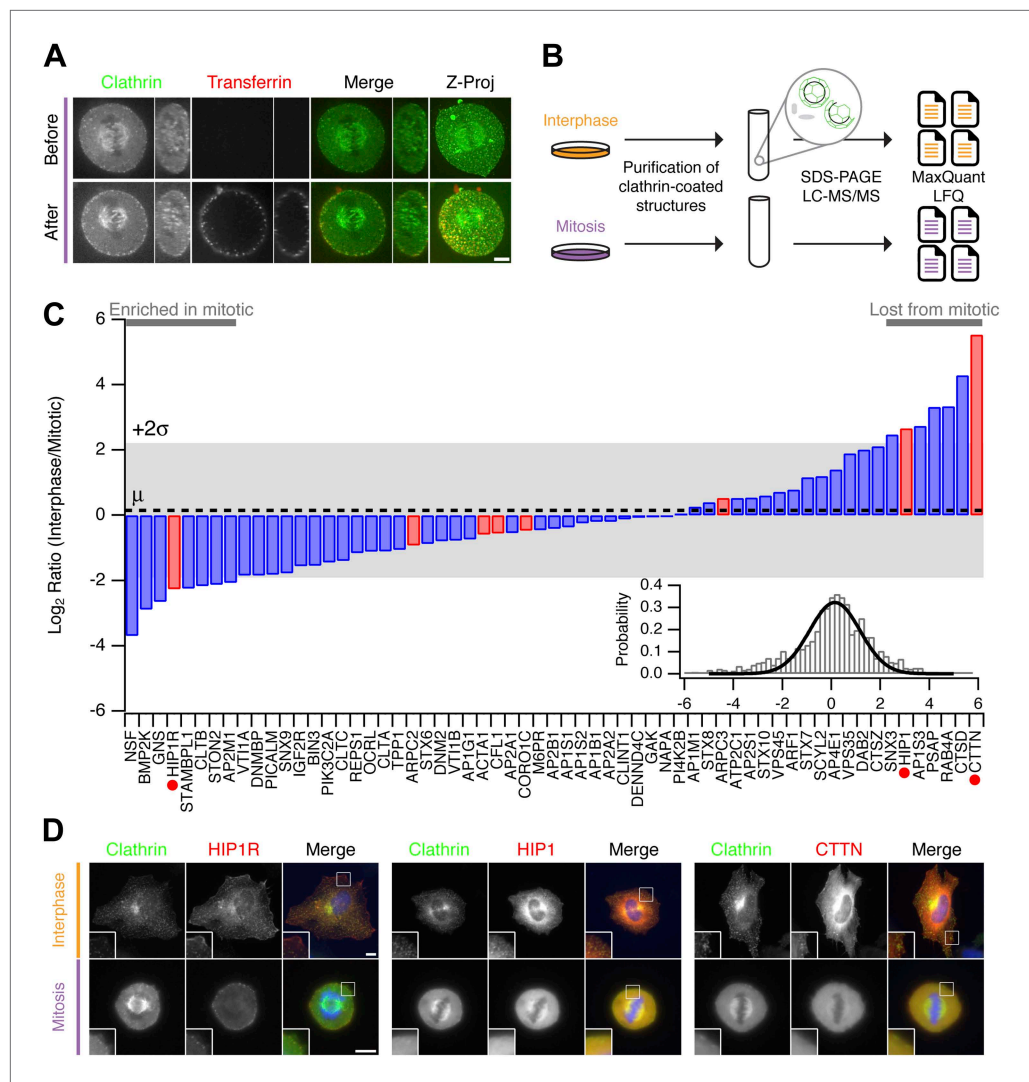 A
Clathrin Transferrin Merge Z-Proj
Before
After
B
Interphase
Purification of
clathrin-coated
structures
SDS-PAGE
LC-MS/MS
MaxQuant
LFQ
Mitosis
C
Enriched in mitotic
Lost from mitotic
Log2 Ratio (Interphase/Mitotic)
6
4
2
0
-2
-4
-6
+2σ
μ
Probability
0.4
0.3
0.2
0.1
0.0
-6 -4 -2 0 2 4 6
NSF
BMP2K
GNS
HIP1R
STAMBPL1
CLTB
STON2
AP2M1
VTI1A
DNMBP
PICALM
SNX9
IGF2R
BIN3
PIK3C2A
CLTC
REPS1
OCRL
CLTA
TPP1
ARPC2
STX6
DNM2
VTI1B
AP1G1
ACTA1
CFL1
AP2A1
CORO1C
M6PR
AP2B1
AP1S1
AP1S2
AP1B1
AP2A2
CLINT1
DENND4C
GAK
NAPA
PI4K2B
AP1M1
STX8
ARPC3
ATP2C1
AP2S1
STX10
VPS45
ARF1
STX7
SCYL2
AP4E1
VPS35
DAB2
CTSZ
SNX3
HIP1
AP1S3
PSAP
RAB4A
CTSD
CTTN
D
Clathrin HIP1R Merge Clathrin HIP1 Merge Clathrin CTTN Merge
Interphase
Mitosis